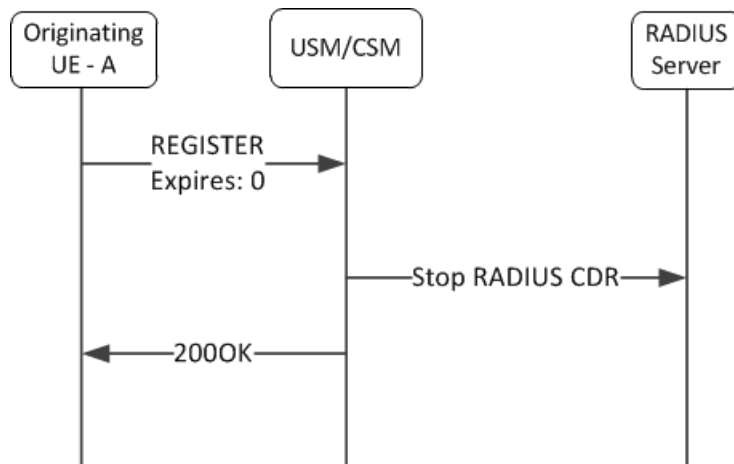 Originating
UE - A
USM/CSM
RADIUS
Server
REGISTER
Expires: 0
Stop RADIUS CDR
200OK